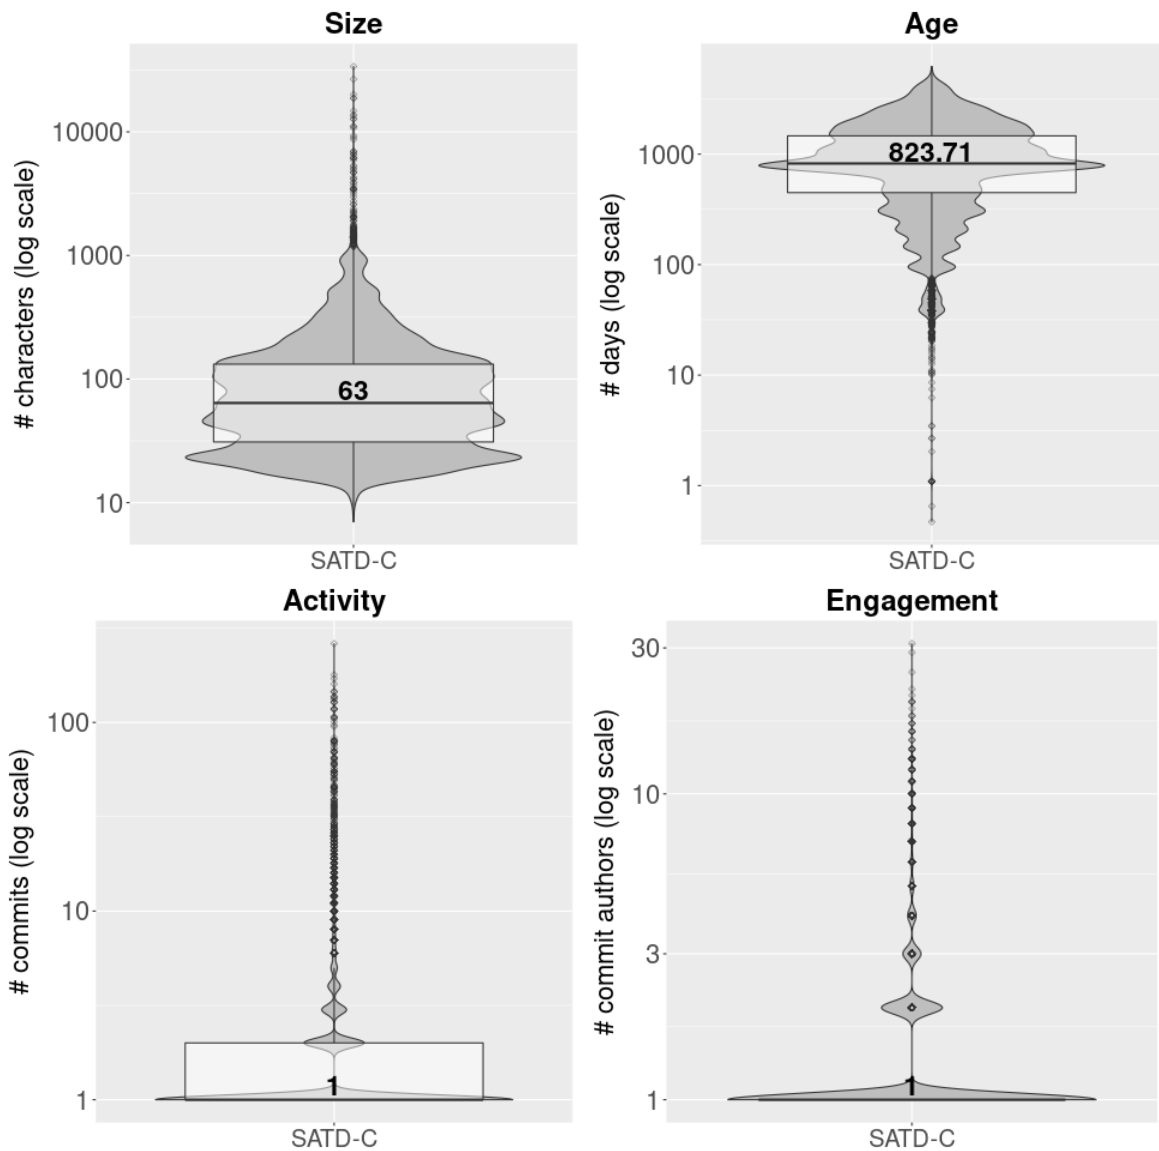 Size
# characters (log scale)
10000
1000
100
10
63
SATD-C
Age
# days (log scale)
1000
100
10
1
823.71
SATD-C
Activity
# commits (log scale)
100
10
1
1
SATD-C
Engagement
# commit authors (log scale)
30
10
3
1
1
SATD-C